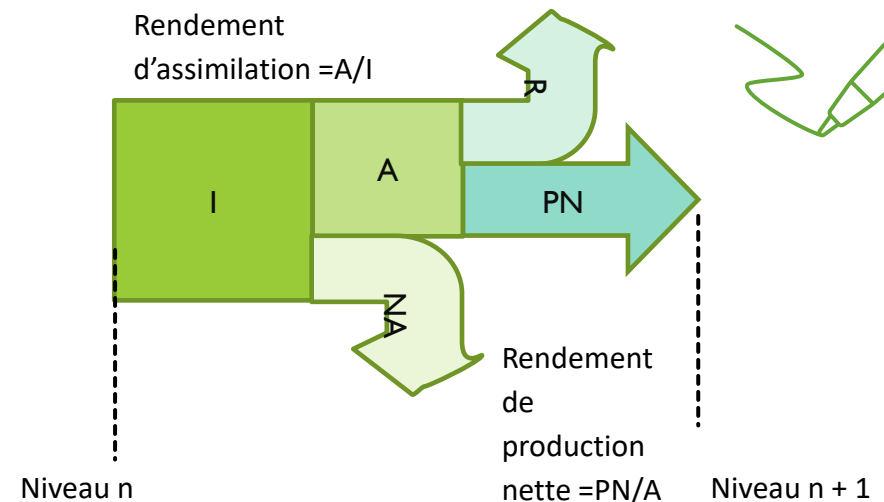 Rendement
d’assimilation =A/I
R
A
I
PN
NA
Rendement
de
production
nette =PN/A
Niveau n
Niveau n + 1